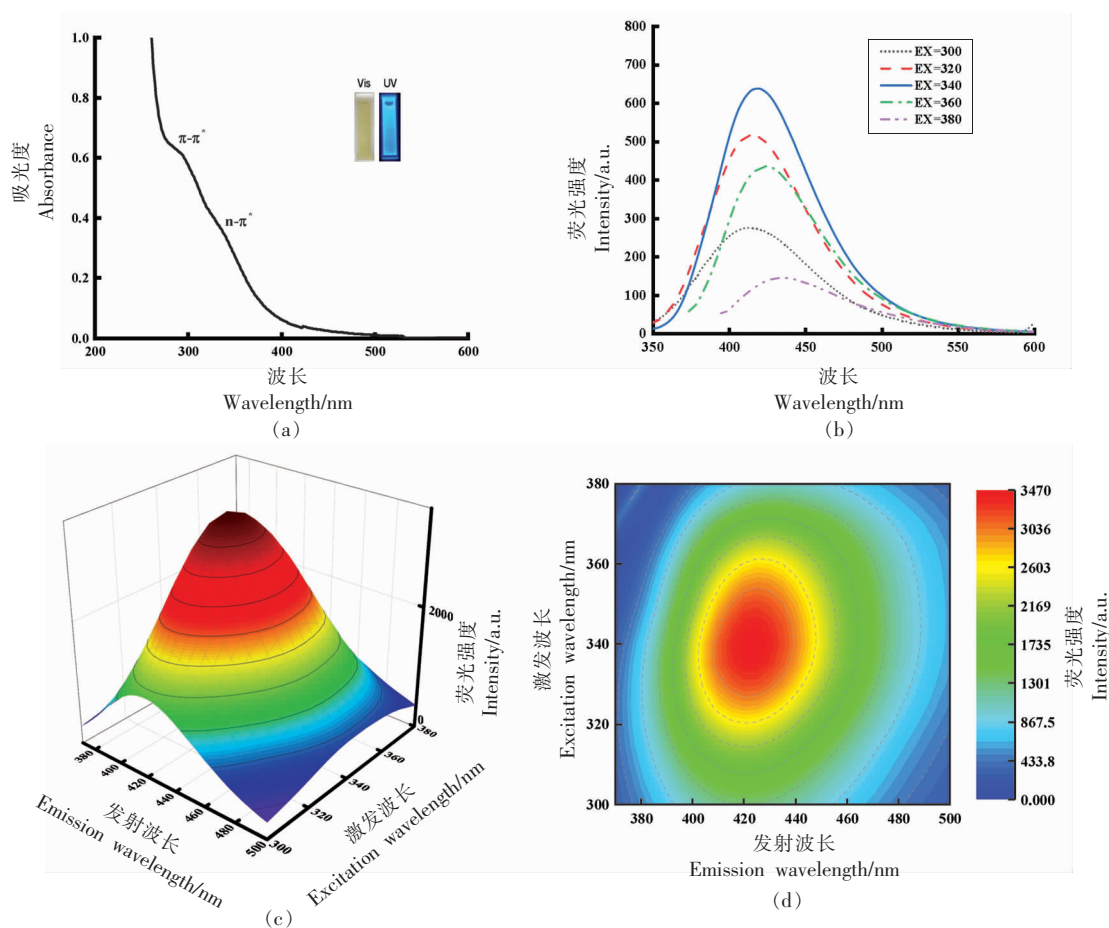 1.0
0.8
0.6
0.4
0.2
0.0
200
300
400
500
600
π-π*
n-π*
Vis
UV
吸光度
Absorbance
波长
Wavelength/nm
(a)
800
700
600
500
400
300
200
100
0
350
400
450
500
550
600
EX=300
EX=320
EX=340
EX=360
EX=380
荧光强度
Intensity/a.u.
波长
Wavelength/nm
(b)
2000
0
荧光强度
Intensity/a.u.
380
400
420
440
460
480
500
发射波长
Emission wavelength/nm
300
320
340
360
380
激发波长
Excitation wavelength/nm
(c)
380
360
340
320
300
激发波长
Excitation wavelength/nm
380
400
420
440
460
480
500
发射波长
Emission wavelength/nm
3470
3036
2603
2169
1735
1301
867.5
433.8
0.000
荧光强度
Intensity/a.u.
(d)